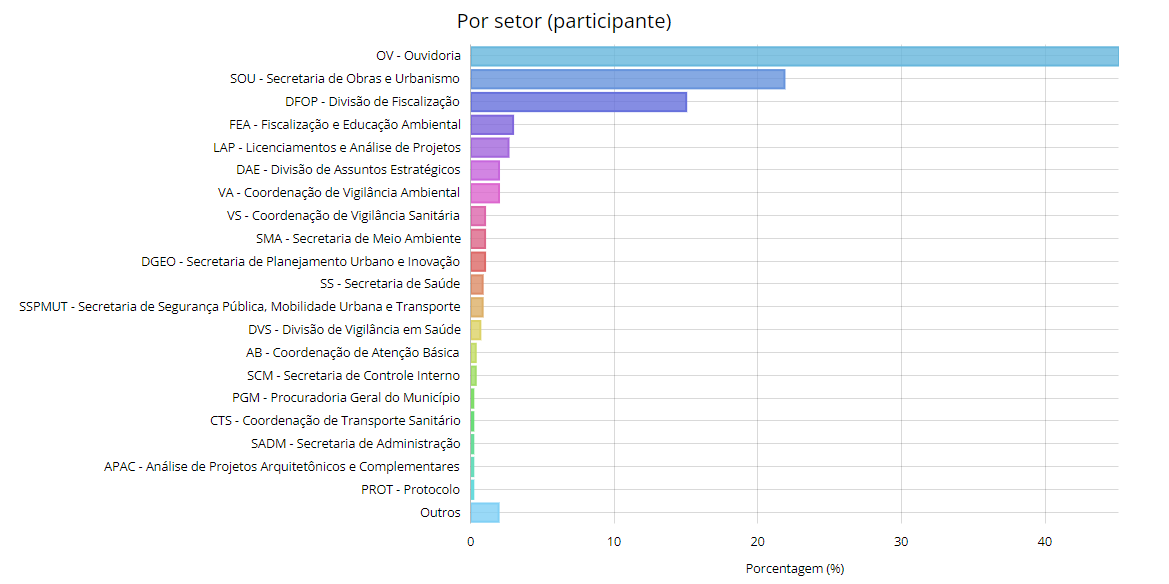 Por setor (participante)
OV - Ouvidoria
SOU - Secretaria de Obras e Urbanismo
DFOP - Divisão de Fiscalização
FEA - Fiscalização e Educação Ambiental
LAP - Licenciamentos e Análise de Projetos
DAE - Divisão de Assuntos Estratégicos
VA - Coordenação de Vigilância Ambiental
VS - Coordenação de Vigilância Sanitária
SMA - Secretaria de Meio Ambiente
DGEO - Secretaria de Planejamento Urbano e Inovação
SS - Secretaria de Saúde
SSPMUT - Secretaria de Segurança Pública, Mobilidade Urbana e Transporte
DVS - Divisão de Vigilância em Saúde
AB - Coordenação de Atenção Básica
SCM - Secretaria de Controle Interno
PGM - Procuradoria Geral do Município
CTS - Coordenação de Transporte Sanitário
SADM - Secretaria de Administração
APAC - Análise de Projetos Arquitetônicos e Complementares
PROT - Protocolo
Outros
0 10 20 30 40
Porcentagem (%)